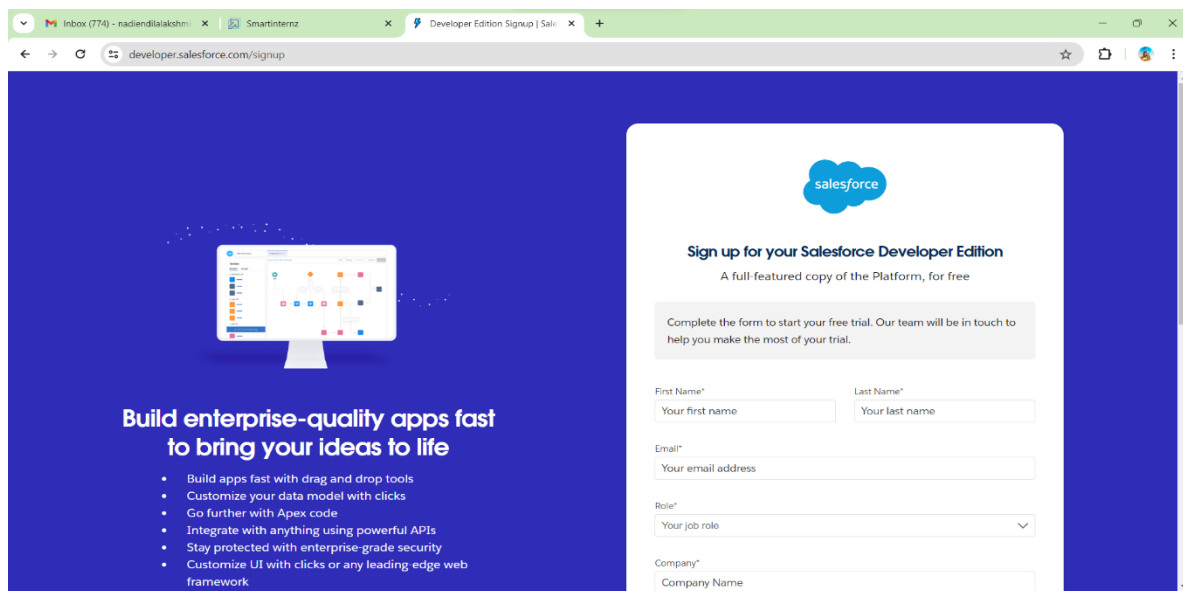 Inbox (774) - nadiendilalakshmi
Smartinternz
Developer Edition Signup | Sale
developer.salesforce.com/signup
salesforce
Sign up for your Salesforce Developer Edition
A full-featured copy of the Platform, for free
Complete the form to start your free trial. Our team will be in touch to
help you make the most of your trial.
First Name*
Last Name*
Your first name
Your last name
Email*
Your email address
Role*
Your job role
Company*
Company Name
Build enterprise-quality apps fast
to bring your ideas to life
• Build apps fast with drag and drop tools
• Customize your data model with clicks
• Go further with Apex code
• Integrate with anything using powerful APIs
• Stay protected with enterprise-grade security
• Customize UI with clicks or any leading-edge web
framework